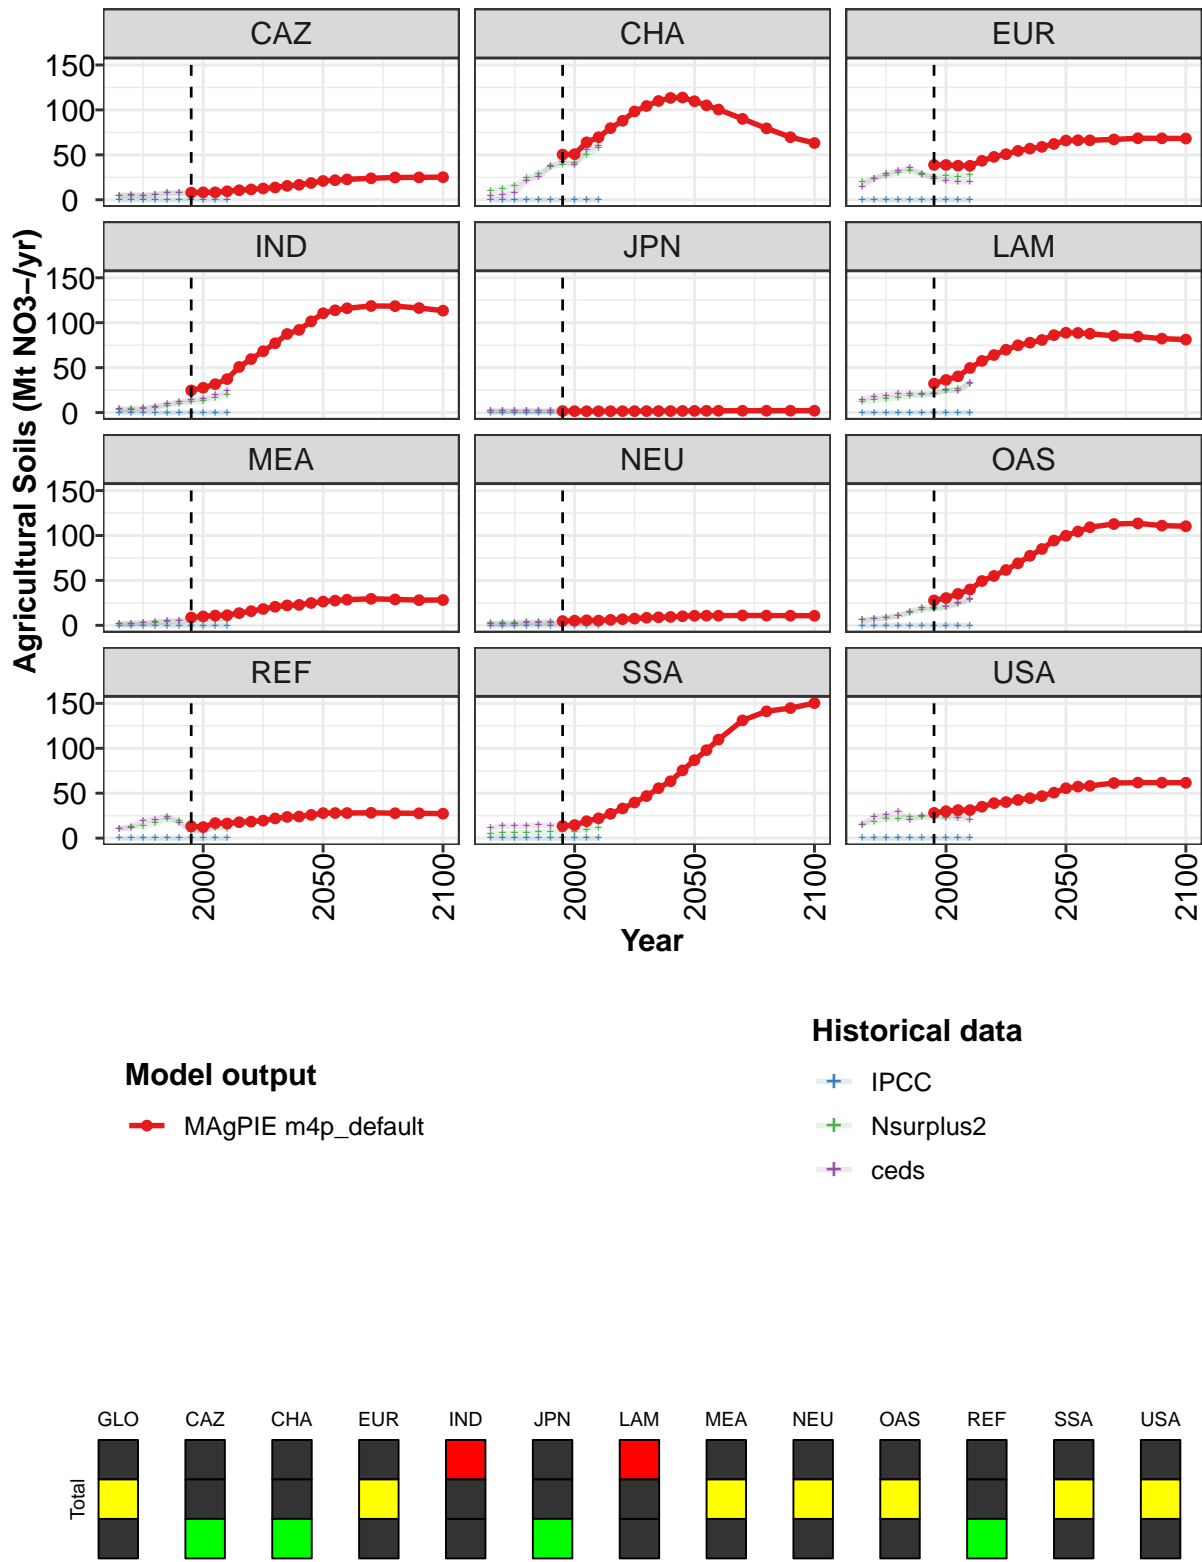 CAZ CHA EUR
150
100
50
0
IND JPN LAM
150
100
50
0
MEA NEU OAS
150
100
50
0
REF SSA USA
150
100
50
0
Agricultural Soils (Mt NO3−/yr)
2000 2050 2100 2000 2050 2100 2000 2050 2100
Year
Model output
MAgPIE m4p_default
Historical data
IPCC
Nsurplus2
ceds
GLO CAZ CHA EUR IND JPN LAM MEA NEU OAS REF SSA USA
Total